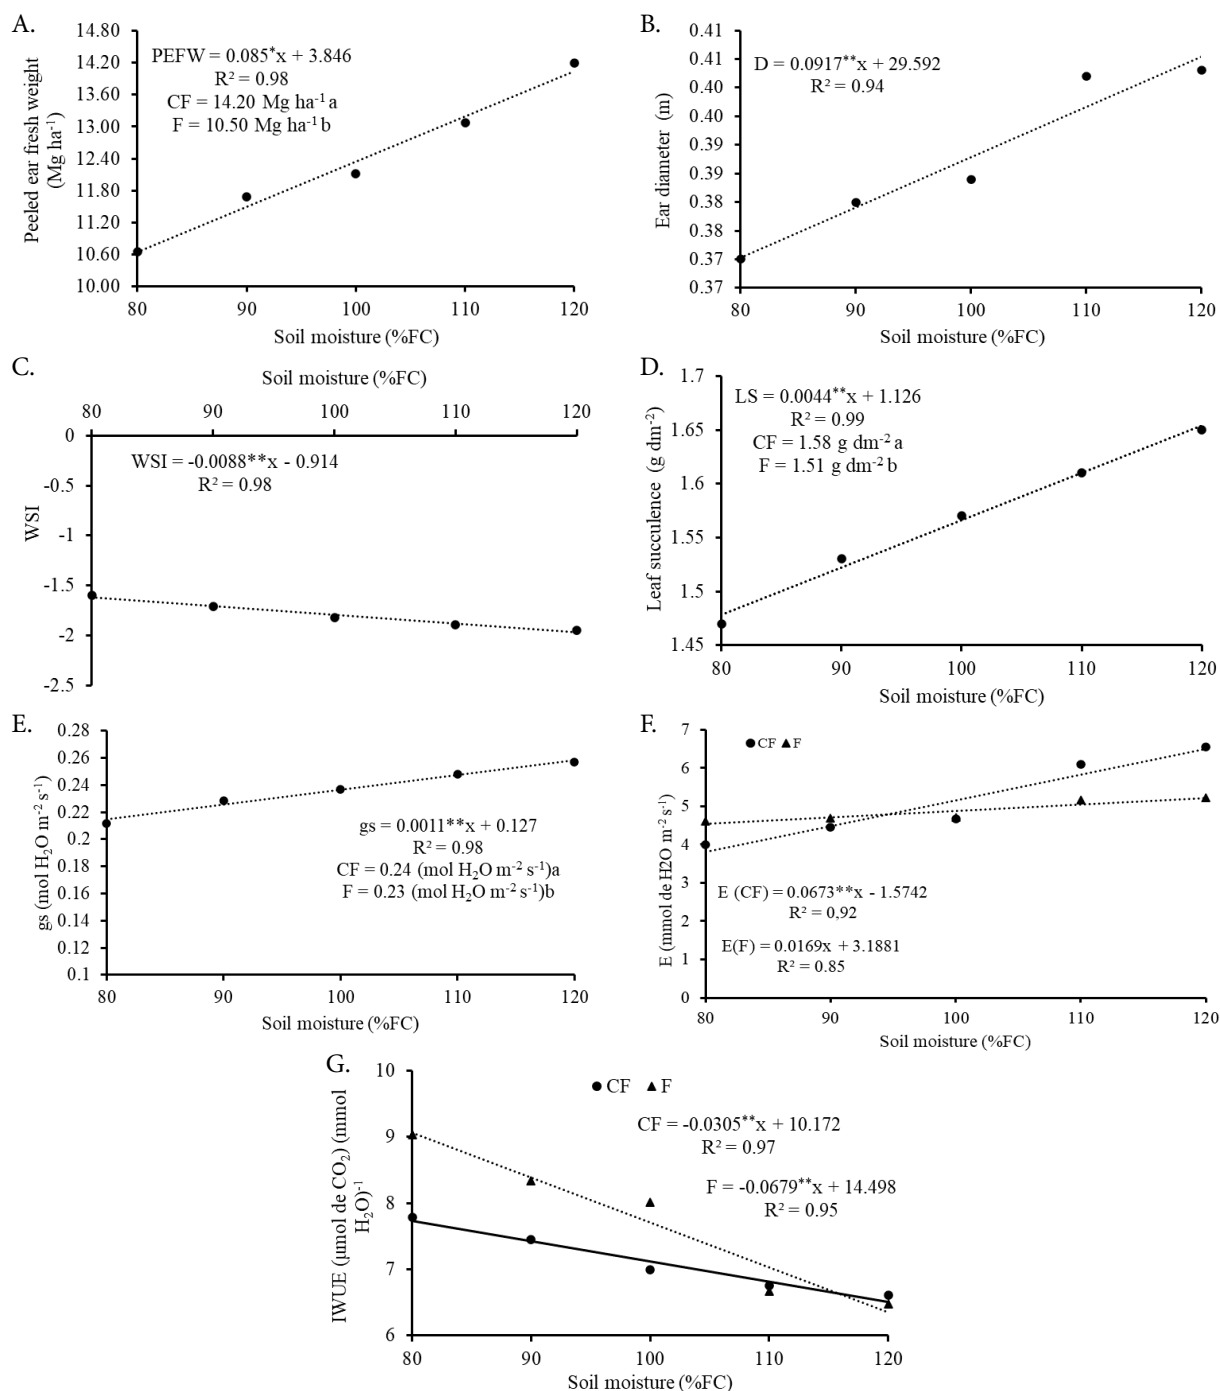 A.
14.80
14.20
13.60
13.00
12.40
11.80
11.20
10.60
10.00
Peeled ear fresh weight
(Mg ha⁻¹)
PEFW = 0.085*x + 3.846
R² = 0.98
CF = 14.20 Mg ha⁻¹ a
F = 10.50 Mg ha⁻¹ b
80 90 100 110 120
Soil moisture (%FC)
B.
0.41
0.41
0.40
0.40
0.39
0.39
0.38
0.38
0.37
0.37
Ear diameter (m)
D = 0.0917**x + 29.592
R² = 0.94
80 90 100 110 120
Soil moisture (%FC)
C.
Soil moisture (%FC)
80 90 100 110 120
0
-0.5
-1
-1.5
-2
-2.5
WSI
WSI = -0.0088**x - 0.914
R² = 0.98
D.
1.7
1.65
1.6
1.55
1.5
1.45
Leaf succulence (g dm⁻²)
LS = 0.0044**x + 1.126
R² = 0.99
CF = 1.58 g dm⁻² a
F = 1.51 g dm⁻² b
80 90 100 110 120
Soil moisture (%FC)
E.
0.28
0.26
0.24
0.22
0.2
0.18
0.16
0.14
0.12
0.1
gs (mol H₂O m⁻² s⁻¹)
gs = 0.0011**x + 0.127
R² = 0.98
CF = 0.24 (mol H₂O m⁻² s⁻¹)a
F = 0.23 (mol H₂O m⁻² s⁻¹)b
80 90 100 110 120
Soil moisture (%FC)
F.
7
6
5
4
3
2
1
0
E (mmol de H2O m⁻² s⁻¹)
CF F
E (CF) = 0.0673**x - 1.5742
R² = 0,92
E(F) = 0.0169x + 3.1881
R² = 0.85
80 90 100 110 120
Soil moisture (%FC)
G.
10
9
8
7
6
IWUE (µmol de CO₂) (mmol
H₂O)⁻¹
CF F
CF = -0.0305**x + 10.172
R² = 0.97
F = -0.0679**x + 14.498
R² = 0.95
80 90 100 110 120
Soil moisture (%FC)